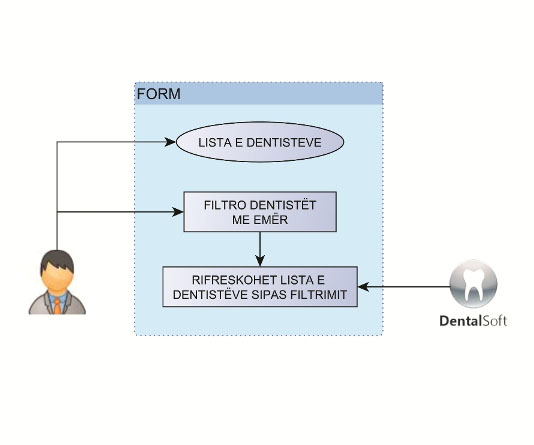 FORM
LISTA E DENTISTEVE
FILTRO DENTISTËT
ME EMËR
RIFRESKOHET LISTA E
DENTISTËVE SIPAS FILTRIMIT
DentalSoft